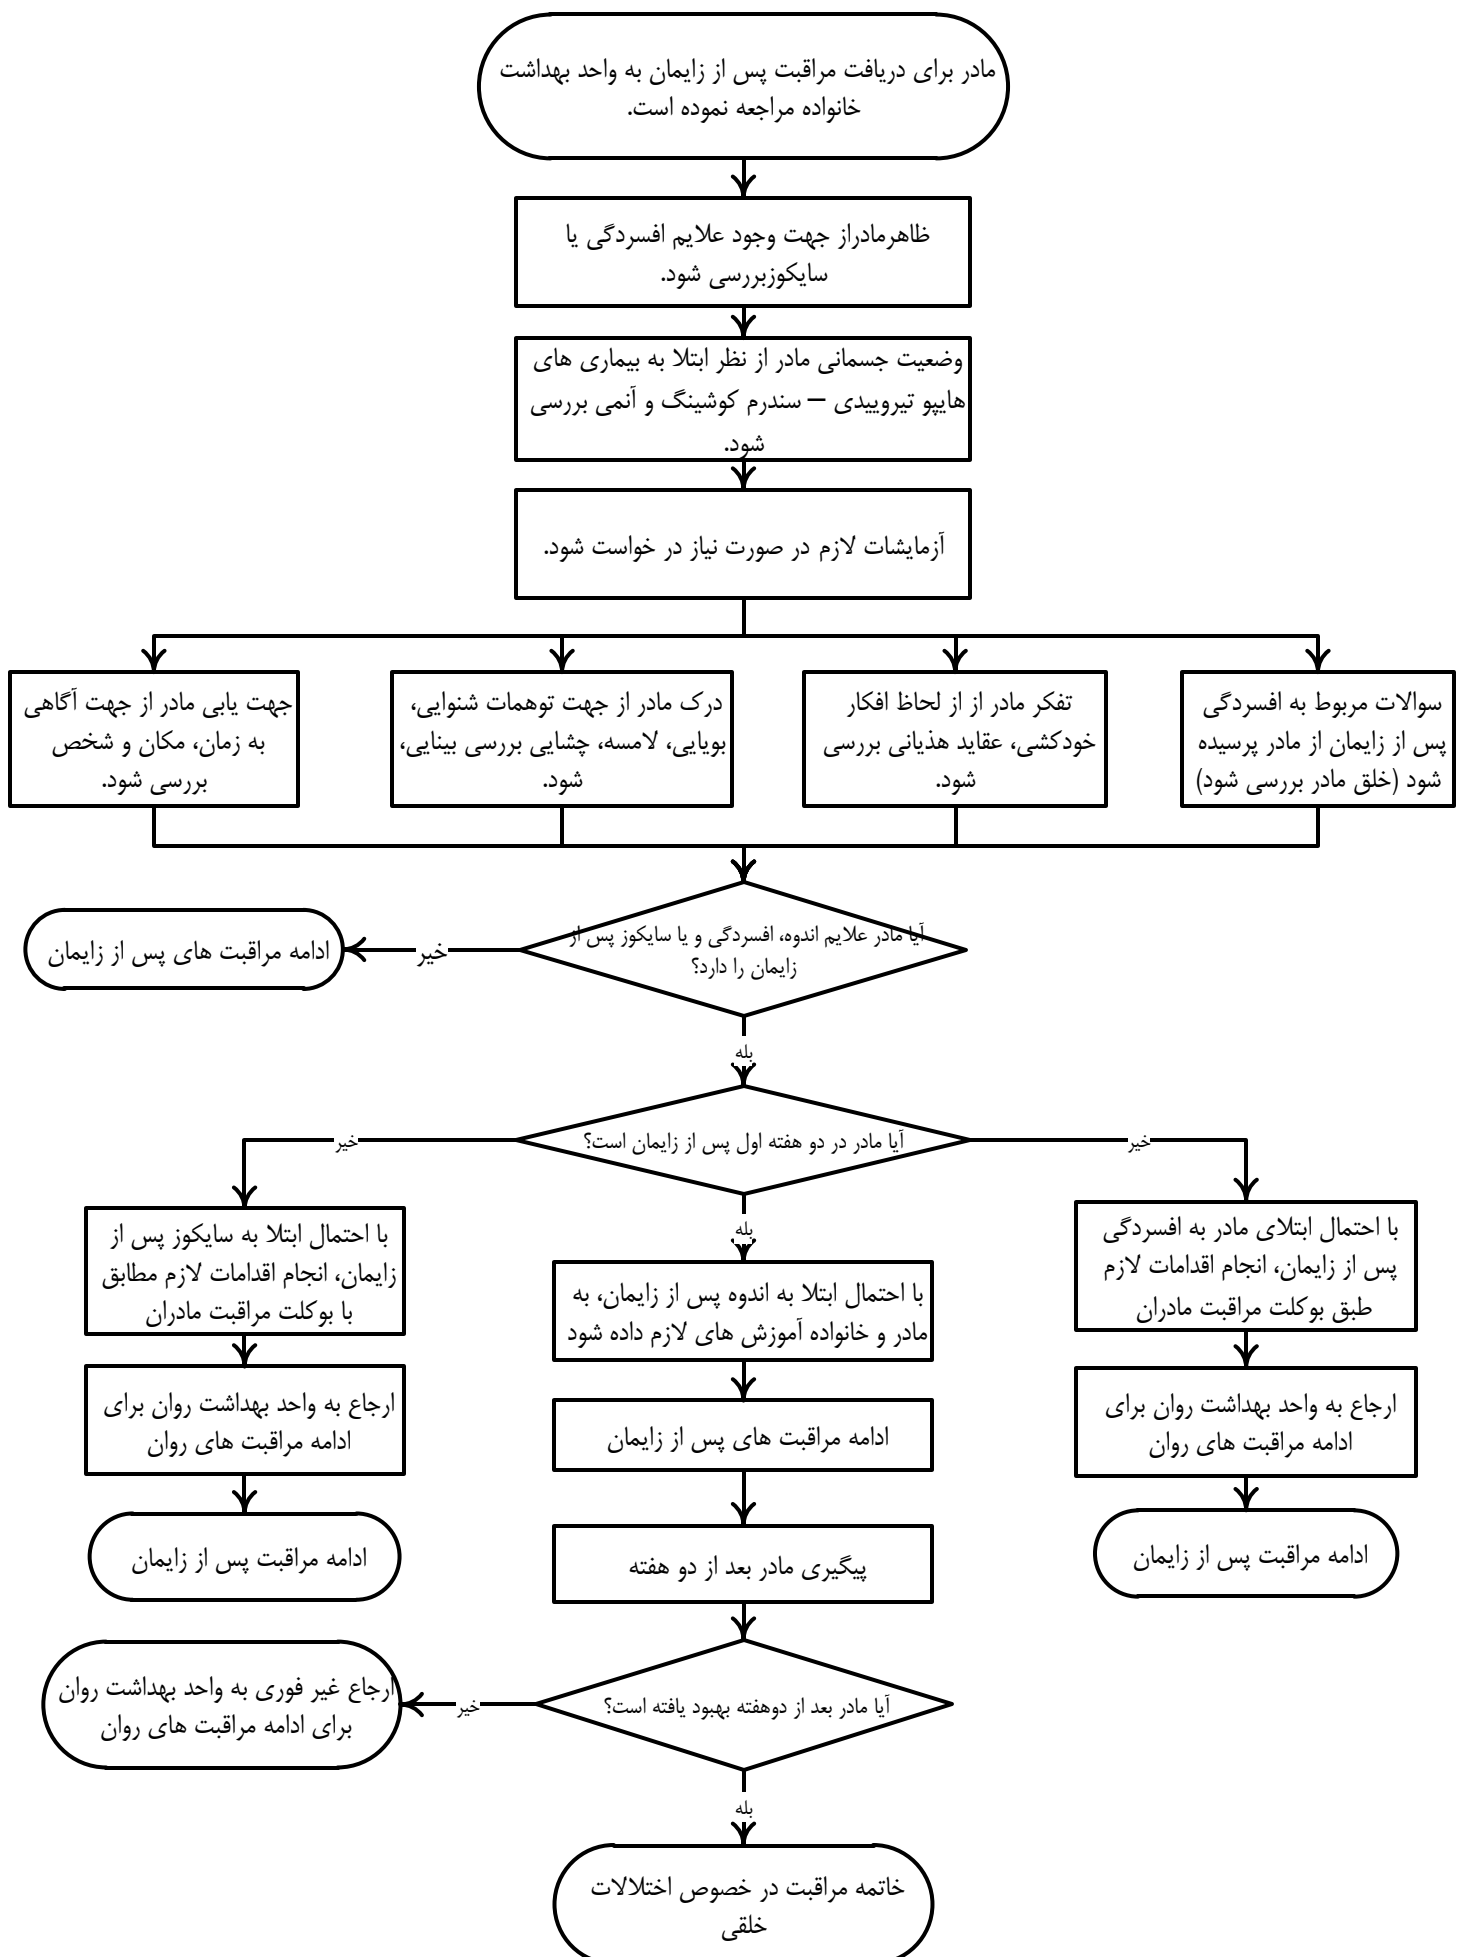 مادر برای دریافت مراقبت پس از زایمان به واحد بهداشت
خانواده مراجعه نموده است.
ظاهرمادراز جهت وجود علایم افسردگی یا
سایکوزبررسی شود.
وضعیت جسمانی مادر از نظر ابتلا به بیماری های
هایپو تیروییدی – سندرم کوشینگ و آنمی بررسی
شود.
آزمایشات لازم در صورت نیاز در خواست شود.
سوالات مربوط به افسردگی
پس از زایمان از مادر پرسیده
شود (خلق مادر بررسی شود)
تفکر مادر از از لحاظ افکار
خودکشی، عقاید هذیانی بررسی
شود.
درک مادر از جهت توهمات شنوایی،
بویایی، لامسه، چشایی بررسی بینایی،
شود.
جهت یابی مادر از جهت آگاهی
به زمان، مکان و شخص
بررسی شود.
آیا مادر علایم اندوه، افسردگی و یا سایکوز پس از
زایمان را دارد؟
خیر
ادامه مراقبت های پس از زایمان
بله
آیا مادر در دو هفته اول پس از زایمان است؟
خیر
خیر
بله
با احتمال ابتلای مادر به افسردگی
پس از زایمان، انجام اقدامات لازم
طبق بوکلت مراقبت مادران
ارجاع به واحد بهداشت روان برای
ادامه مراقبت های روان
ادامه مراقبت پس از زایمان
با احتمال ابتلا به اندوه پس از زایمان، به
مادر و خانواده آموزش های لازم داده شود
ادامه مراقبت های پس از زایمان
پیگیری مادر بعد از دو هفته
با احتمال ابتلا به سایکوز پس از
زایمان، انجام اقدامات لازم مطابق
با بوکلت مراقبت مادران
ارجاع به واحد بهداشت روان برای
ادامه مراقبت های روان
ادامه مراقبت پس از زایمان
آیا مادر بعد از دوهفته بهبود یافته است؟
خیر
ارجاع غیر فوری به واحد بهداشت روان
برای ادامه مراقبت های روان
بله
خاتمه مراقبت در خصوص اختلالات
خلقی